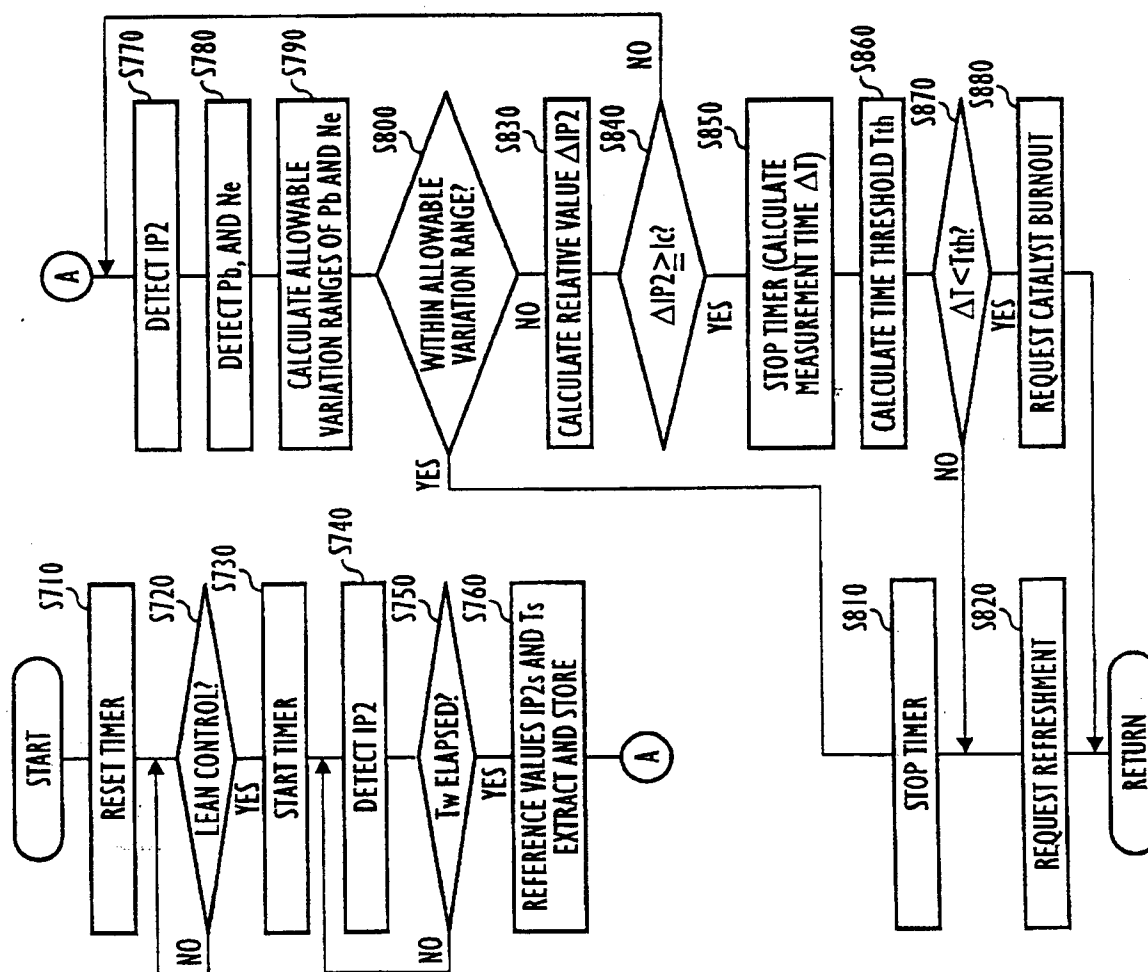 START
S710
RESET TIMER
S720
LEAN CONTROL?
NO
YES
S730
START TIMER
S740
DETECT IP2
S750
Tw ELAPSED?
NO
YES
S760
REFERENCE VALUES IP2s AND Ts
EXTRACT AND STORE
A
A
S770
DETECT IP2
S780
DETECT Pb, AND Ne
S790
CALCULATE ALLOWABLE
VARIATION RANGES OF Pb AND Ne
S800
WITHIN ALLOWABLE
VARIATION RANGE?
YES
NO
S830
CALCULATE RELATIVE VALUE ΔIP2
S840
ΔIP2≧Ic?
NO
YES
S850
STOP TIMER (CALCULATE
MEASUREMENT TIME ΔT)
S860
CALCULATE TIME THRESHOLD Tth
S870
ΔT<Tth?
NO
YES
S880
REQUEST CATALYST BURNOUT
S810
STOP TIMER
S820
REQUEST REFRESHMENT
RETURN